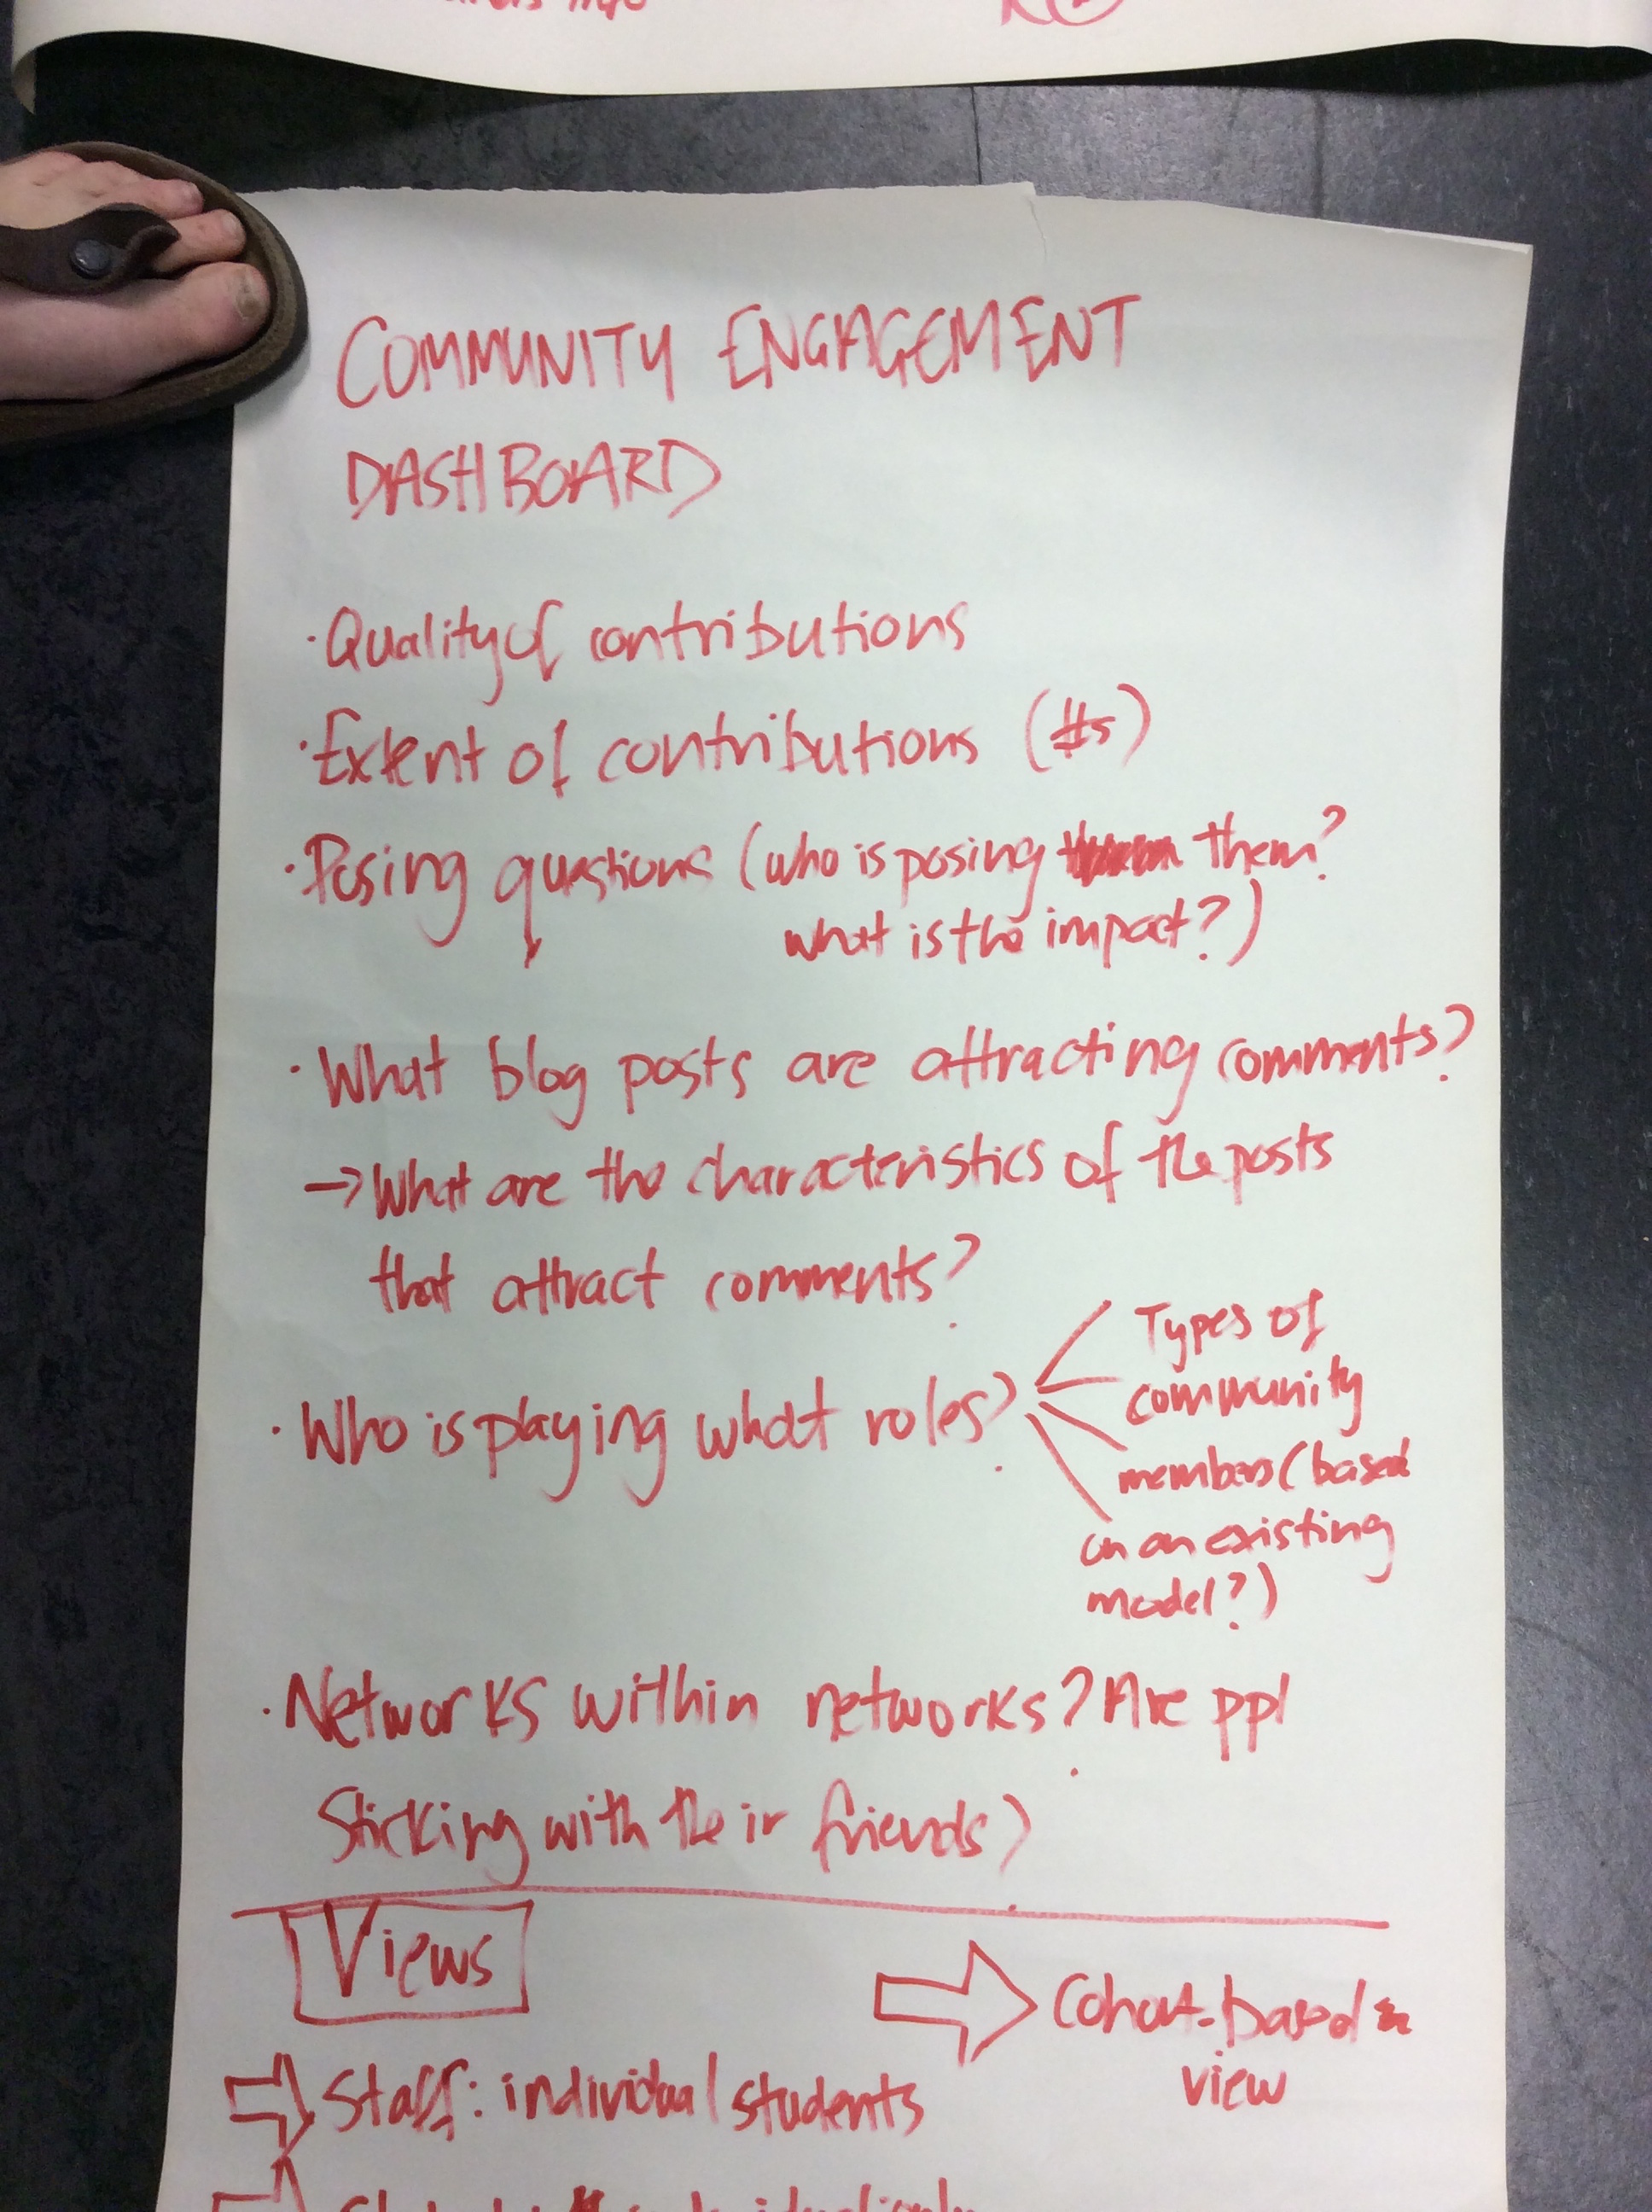 info
COMMUNITY ENGAGEMENT
DASHBOARD
· Quality of contributions
· Extent of contributions (#s)
· Posing questions (who is posing them?
what is the impact?)
· What blog posts are attracting comments?
→ What are the characteristics of the posts
that attract comments?
· Who is playing what roles?
Types of
community
members (based
on an existing
model?)
· Networks within networks? Are ppl
sticking with their friends?
Views
Cohort-based
view
Staff: individual students